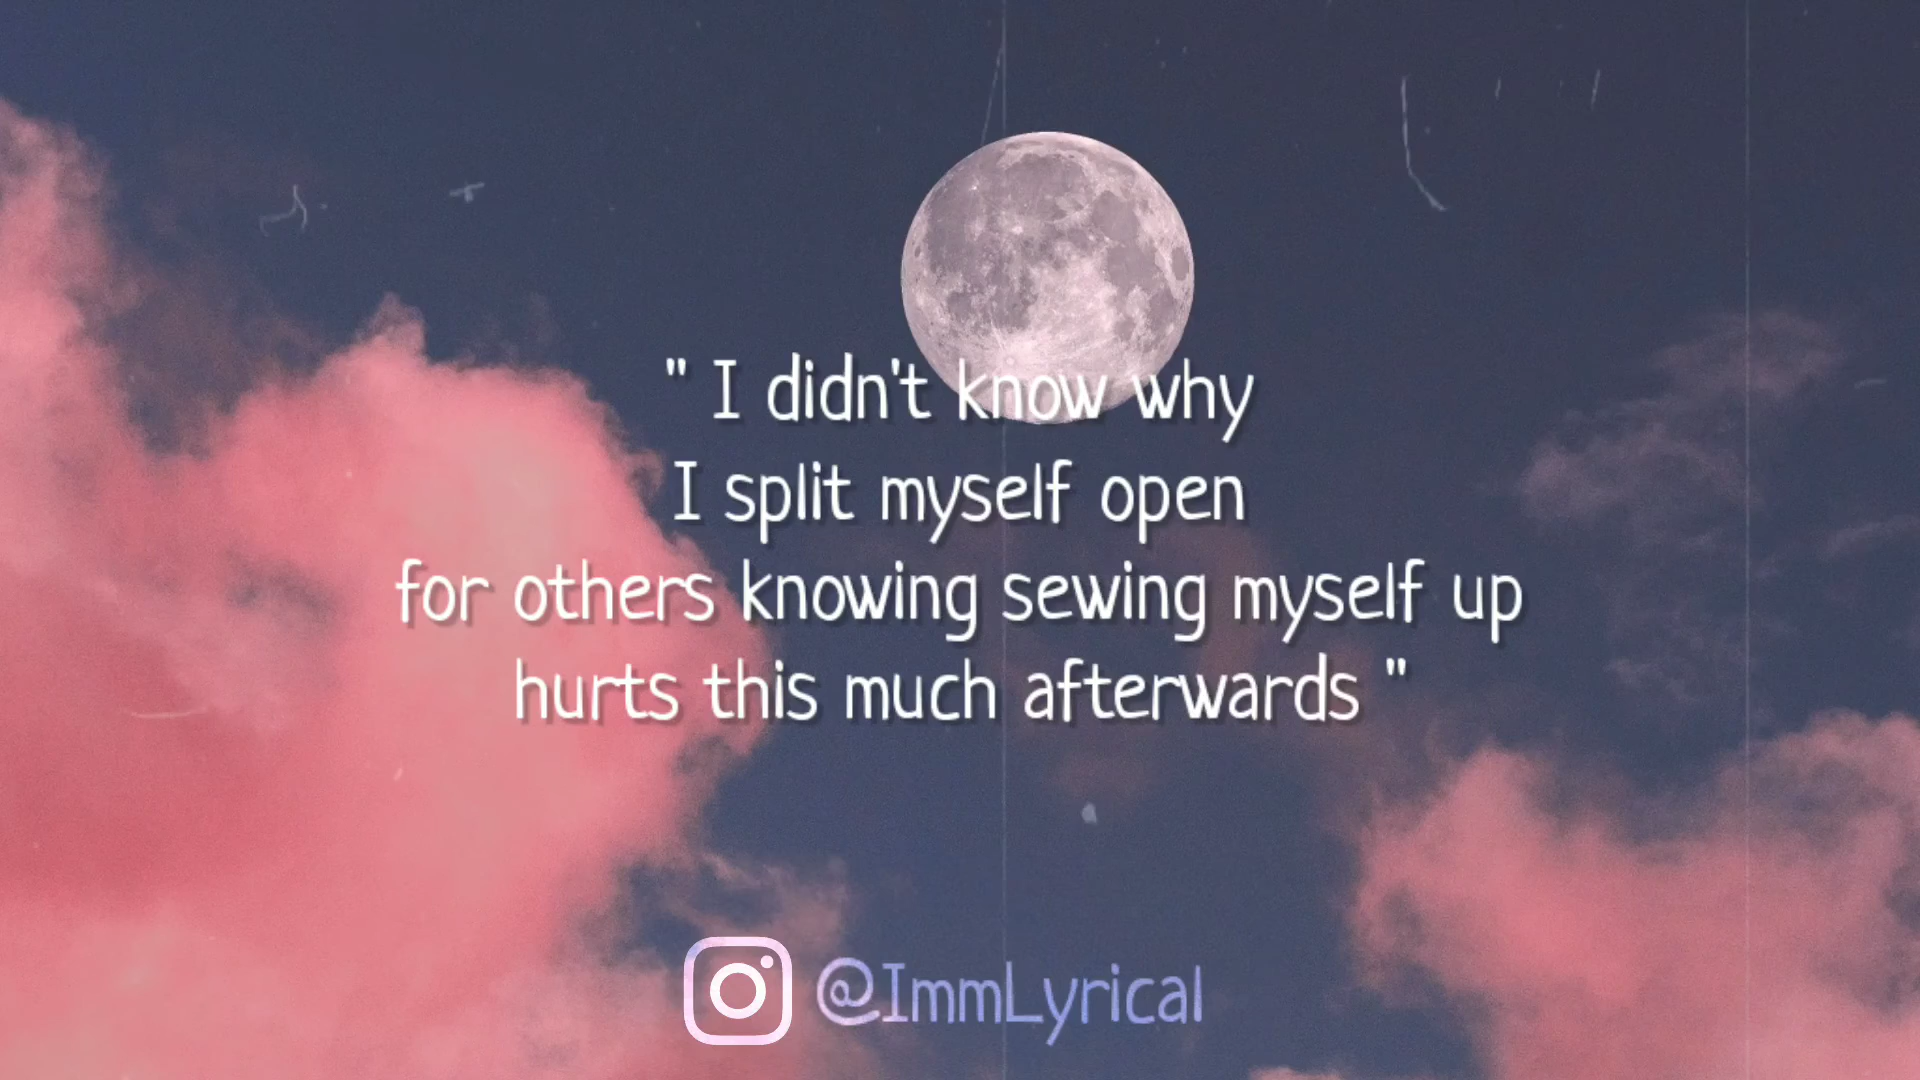 " I didn't know why
I split myself open
for others knowing sewing myself up
hurts this much afterwards "
@ImmLyrical